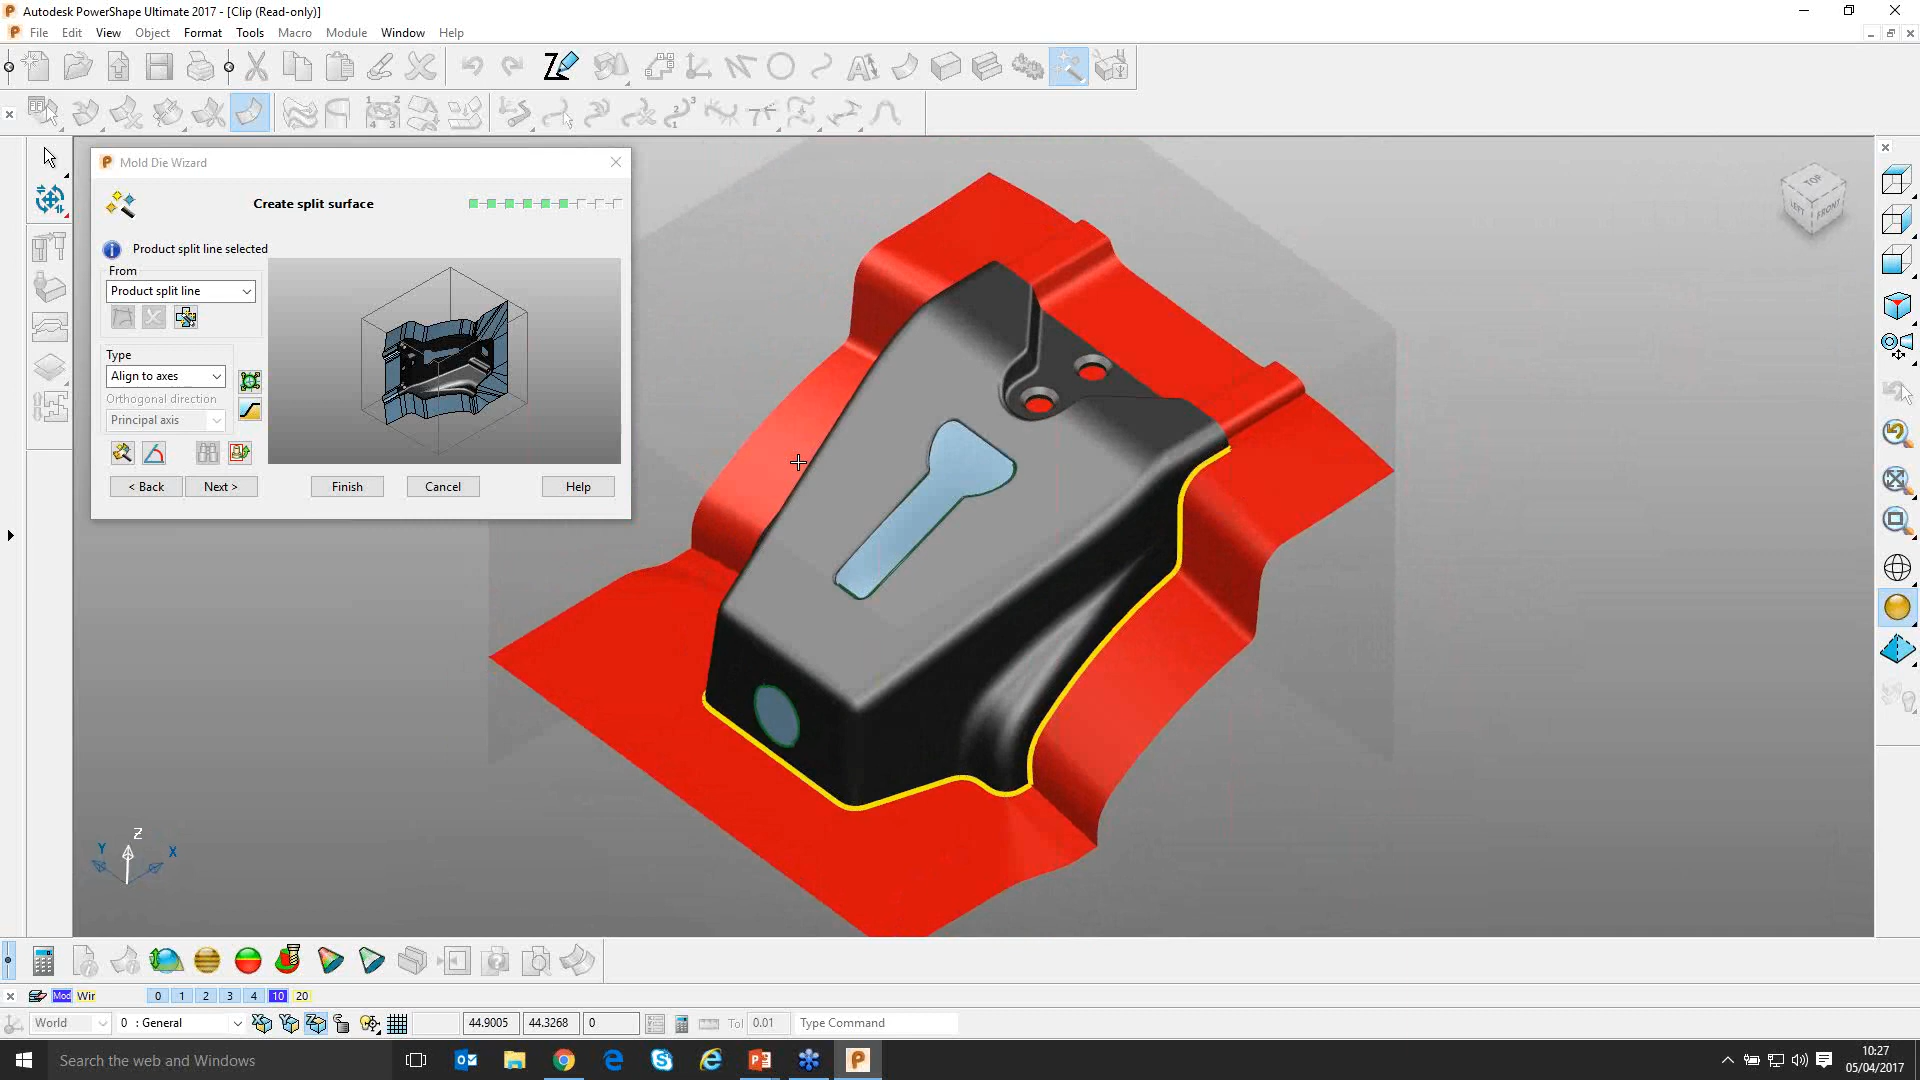 Autodesk PowerShape Ultimate 2017 - [Clip (Read-only)]
File Edit View Object Format Tools Macro Module Window Help
Mold Die Wizard
Create split surface
Product split line selected
From
Product split line
Type
Align to axes
Orthogonal direction
Principal axis
< Back Next > Finish Cancel Help
TOP
LEFT FRONT
Z
Y X
Mod Wir 0 1 2 3 4 10 20
World 0 : General 44.9005 44.3268 0 Tol 0.01 Type Command
Search the web and Windows
10:27
05/04/2017